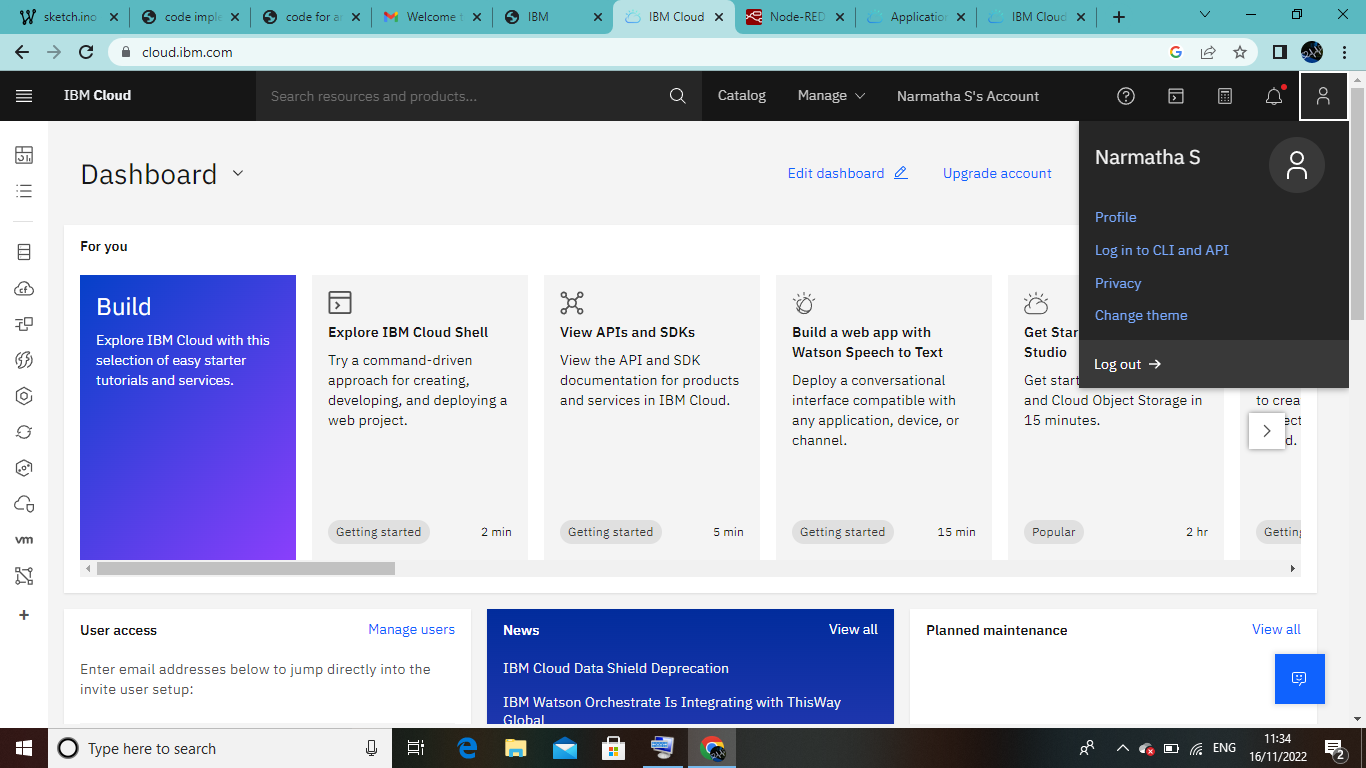 sketch.ino
code imple
code for ar
Welcome t
IBM
IBM Cloud
Node-RED
Application
IBM Cloud
cloud.ibm.com
IBM Cloud
Search resources and products...
Catalog
Manage
Narmatha S's Account
Narmatha S
Profile
Log in to CLI and API
Privacy
Change theme
Log out →
Dashboard
Edit dashboard
Upgrade account
For you
Build
Explore IBM Cloud with this
selection of easy starter
tutorials and services.
Explore IBM Cloud Shell
Try a command-driven
approach for creating,
developing, and deploying a
web project.
Getting started
2 min
View APIs and SDKs
View the API and SDK
documentation for products
and services in IBM Cloud.
Getting started
5 min
Build a web app with
Watson Speech to Text
Deploy a conversational
interface compatible with
any application, device, or
channel.
Getting started
15 min
Get Star
Studio
Get start
and Cloud Object Storage in
15 minutes.
Popular
2 hr
to crea
ect
d.
Getting
cf
vm
User access
Manage users
Enter email addresses below to jump directly into the
invite user setup:
News
View all
IBM Cloud Data Shield Deprecation
IBM Watson Orchestrate Is Integrating with ThisWay
Global
Planned maintenance
View all
Type here to search
ENG
11:34
16/11/2022
2